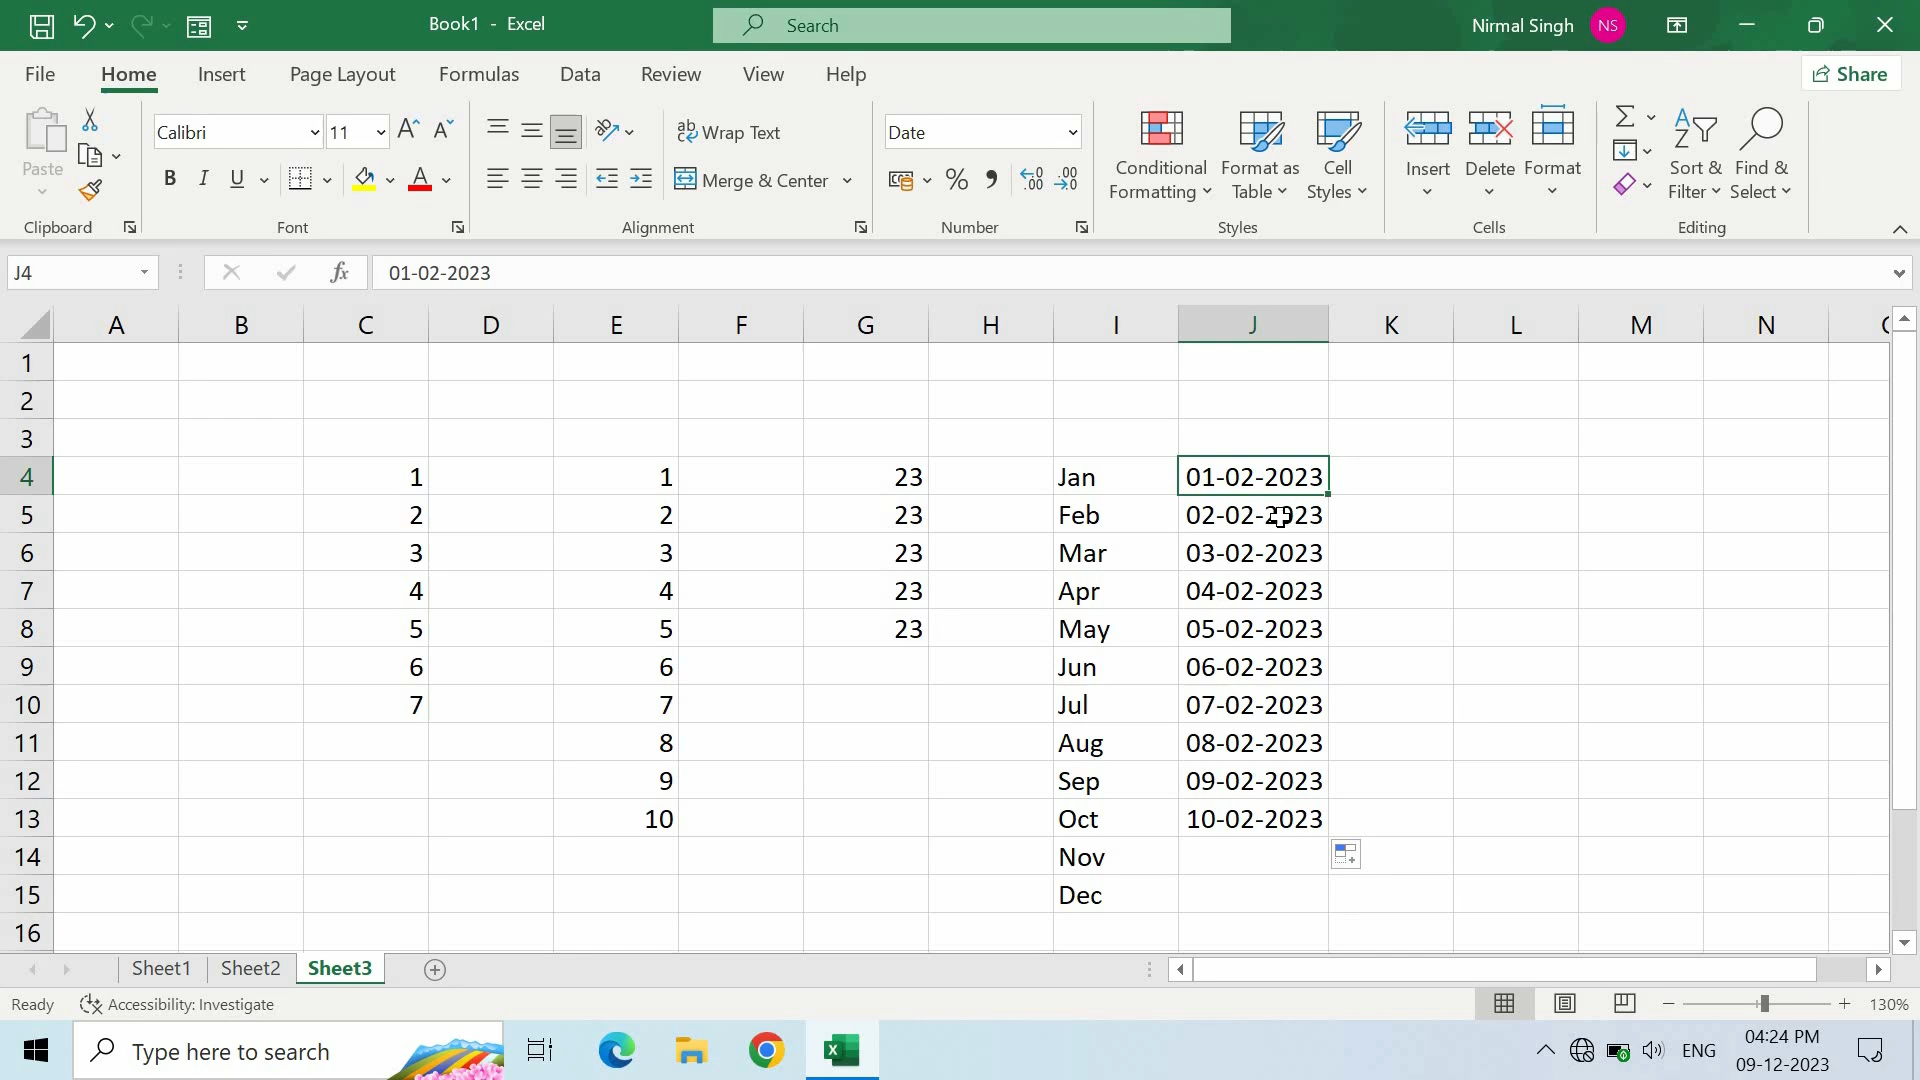 Book1 - Excel
Search
Nirmal Singh
NS
File Home Insert Page Layout Formulas Data Review View Help
Share
Paste
Calibri
11
Wrap Text
Merge & Center
Date
Conditional Formatting
Format as Table
Cell Styles
Insert
Delete
Format
Sort & Filter
Find & Select
Clipboard
Font
Alignment
Number
Styles
Cells
Editing
J4
fx
01-02-2023
A B C D E F G H I J K L M N
1
2
3
4 1 1 23 Jan 01-02-2023
5 2 2 23 Feb 02-02-2023
6 3 3 23 Mar 03-02-2023
7 4 4 23 Apr 04-02-2023
8 5 5 23 May 05-02-2023
9 6 6 Jun 06-02-2023
10 7 7 Jul 07-02-2023
11 8 Aug 08-02-2023
12 9 Sep 09-02-2023
13 10 Oct 10-02-2023
14 Nov
15 Dec
16
Sheet1 Sheet2 Sheet3
Ready
Accessibility: Investigate
130%
Type here to search
ENG
04:24 PM
09-12-2023